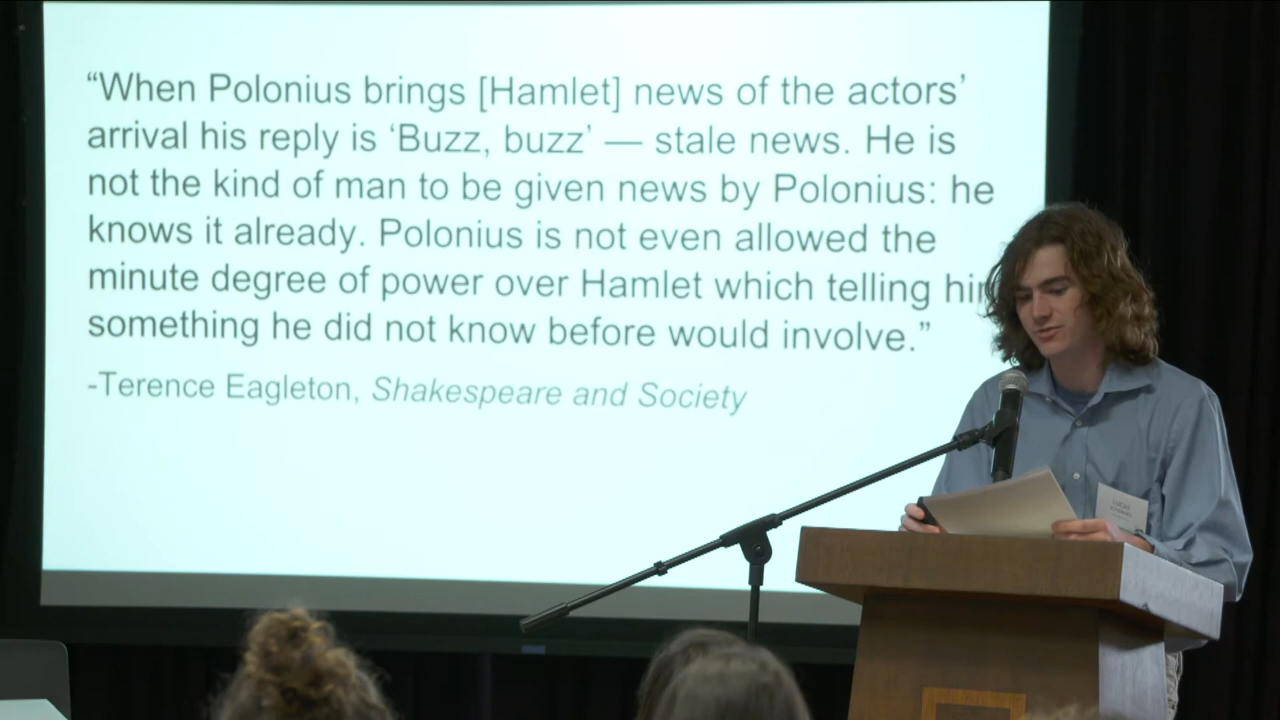 “When Polonius brings [Hamlet] news of the actors’
arrival his reply is ‘Buzz, buzz’ — stale news. He is
not the kind of man to be given news by Polonius: he
knows it already. Polonius is not even allowed the
minute degree of power over Hamlet which telling him
something he did not know before would involve.”
-Terence Eagleton, Shakespeare and Society
LUCAS